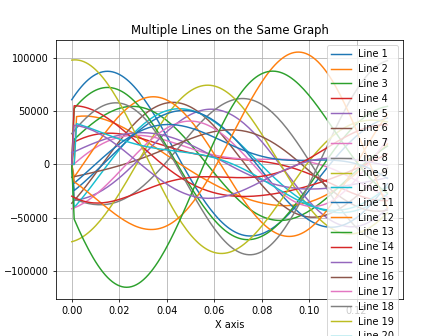 Multiple Lines on the Same Graph
100000
50000
0
−50000
−100000
0.00 0.02 0.04 0.06 0.08 0.10 0.12
X axis
Line 1
Line 2
Line 3
Line 4
Line 5
Line 6
Line 7
Line 8
Line 9
Line 10
Line 11
Line 12
Line 13
Line 14
Line 15
Line 16
Line 17
Line 18
Line 19
Line 20